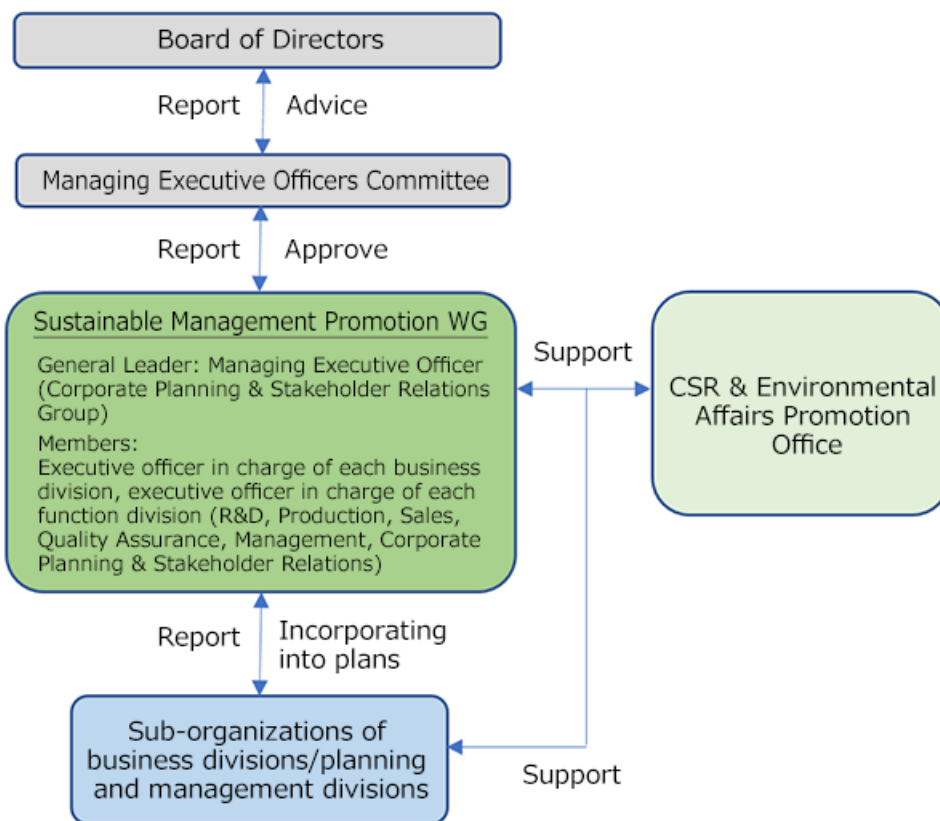 Board of Directors
Report
Advice
Managing Executive Officers Committee
Report
Approve
Sustainable Management Promotion WG
General Leader: Managing Executive Officer
(Corporate Planning & Stakeholder Relations
Group)
Members:
Executive officer in charge of each business
division, executive officer in charge of each
function division (R&D, Production, Sales,
Quality Assurance, Management, Corporate
Planning & Stakeholder Relations)
Support
CSR & Environmental
Affairs Promotion
Office
Report
Incorporating
into plans
Sub-organizations of
business divisions/planning
and management divisions
Support